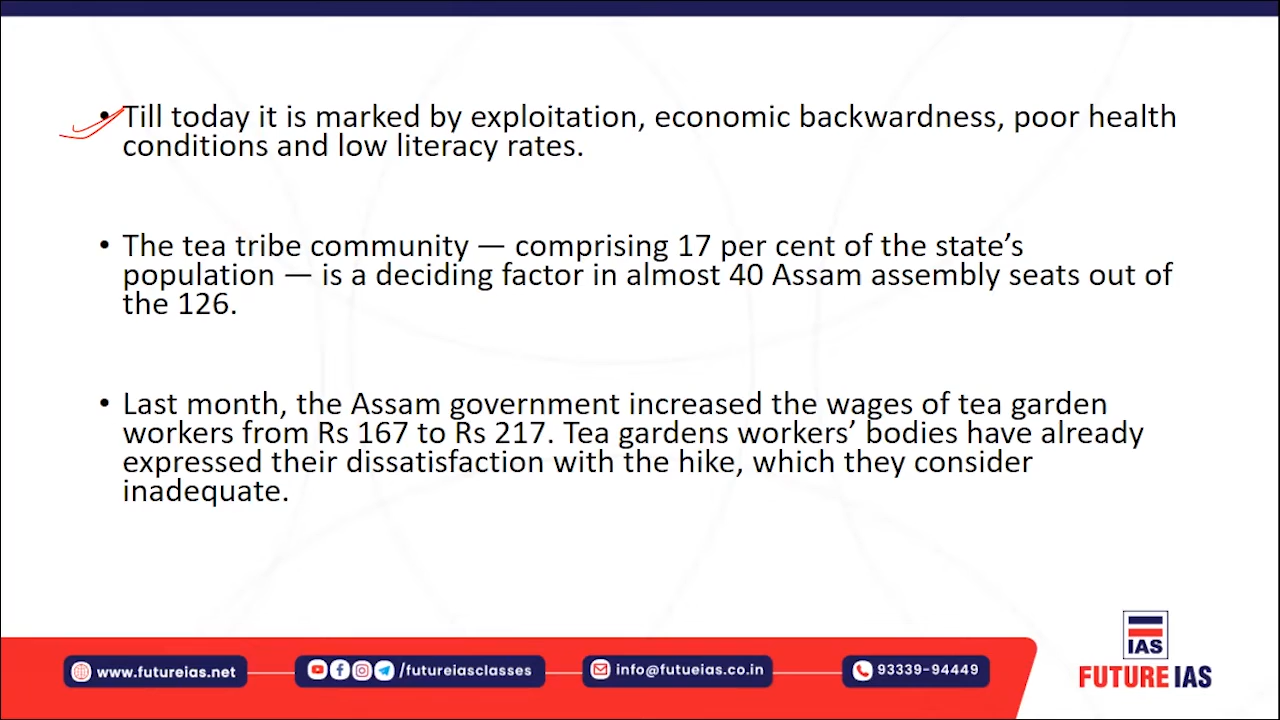 • Till today it is marked by exploitation, economic backwardness, poor health
conditions and low literacy rates.
• The tea tribe community — comprising 17 per cent of the state’s
population — is a deciding factor in almost 40 Assam assembly seats out of
the 126.
• Last month, the Assam government increased the wages of tea garden
workers from Rs 167 to Rs 217. Tea gardens workers’ bodies have already
expressed their dissatisfaction with the hike, which they consider
inadequate.
IAS
FUTURE IAS
www.futureias.net
/futureiasclasses
info@futueias.co.in
93339-94449